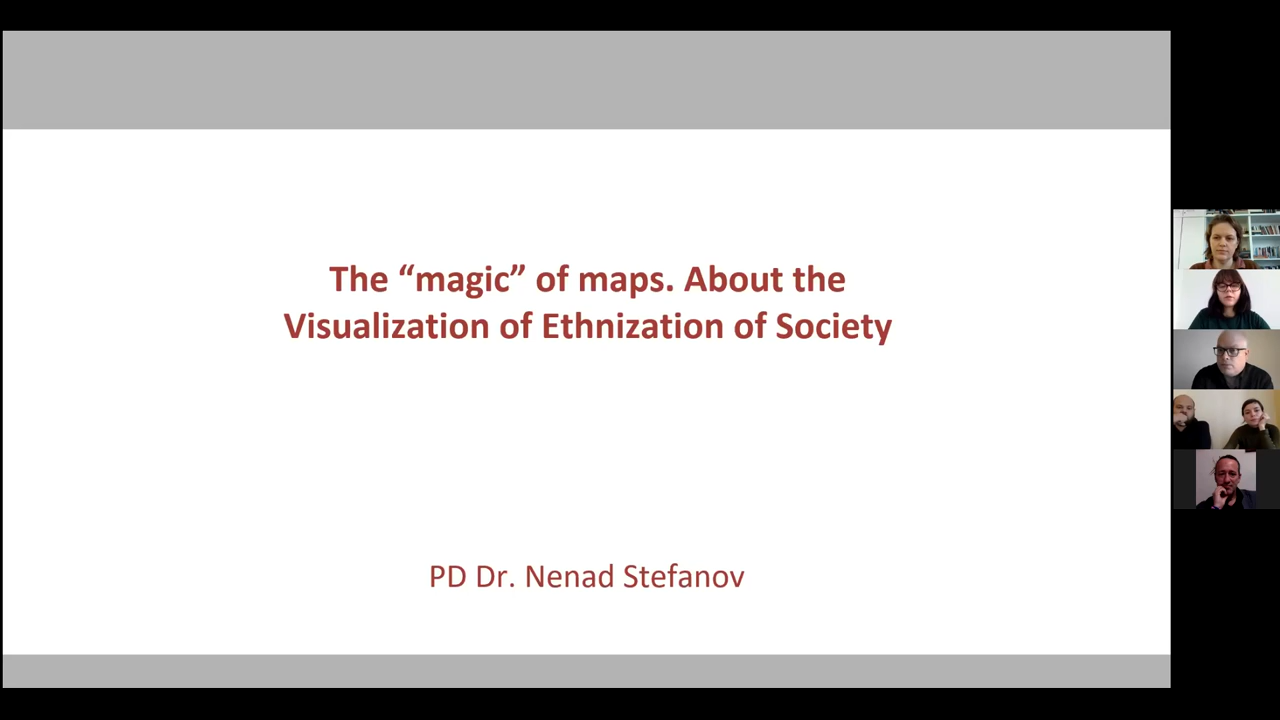 The “magic” of maps. About the
Visualization of Ethnization of Society
PD Dr. Nenad Stefanov